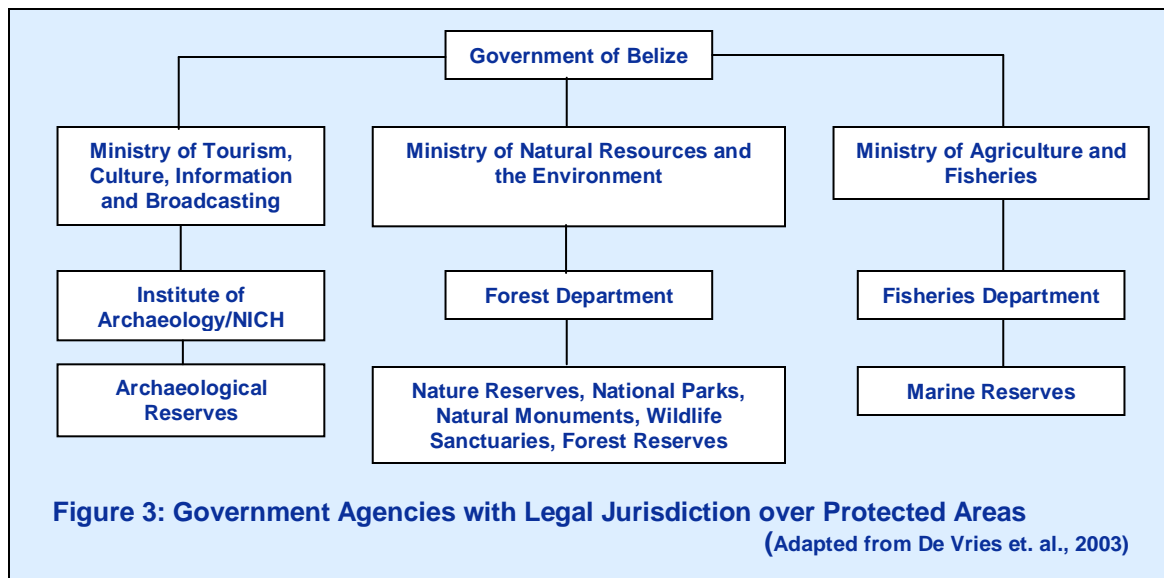 Government of Belize
Ministry of Tourism,
Culture, Information
and Broadcasting
Ministry of Natural Resources and
the Environment
Ministry of Agriculture and
Fisheries
Institute of
Archaeology/NICH
Forest Department
Fisheries Department
Archaeological
Reserves
Nature Reserves, National Parks,
Natural Monuments, Wildlife
Sanctuaries, Forest Reserves
Marine Reserves
Figure 3: Government Agencies with Legal Jurisdiction over Protected Areas
(Adapted from De Vries et. al., 2003)